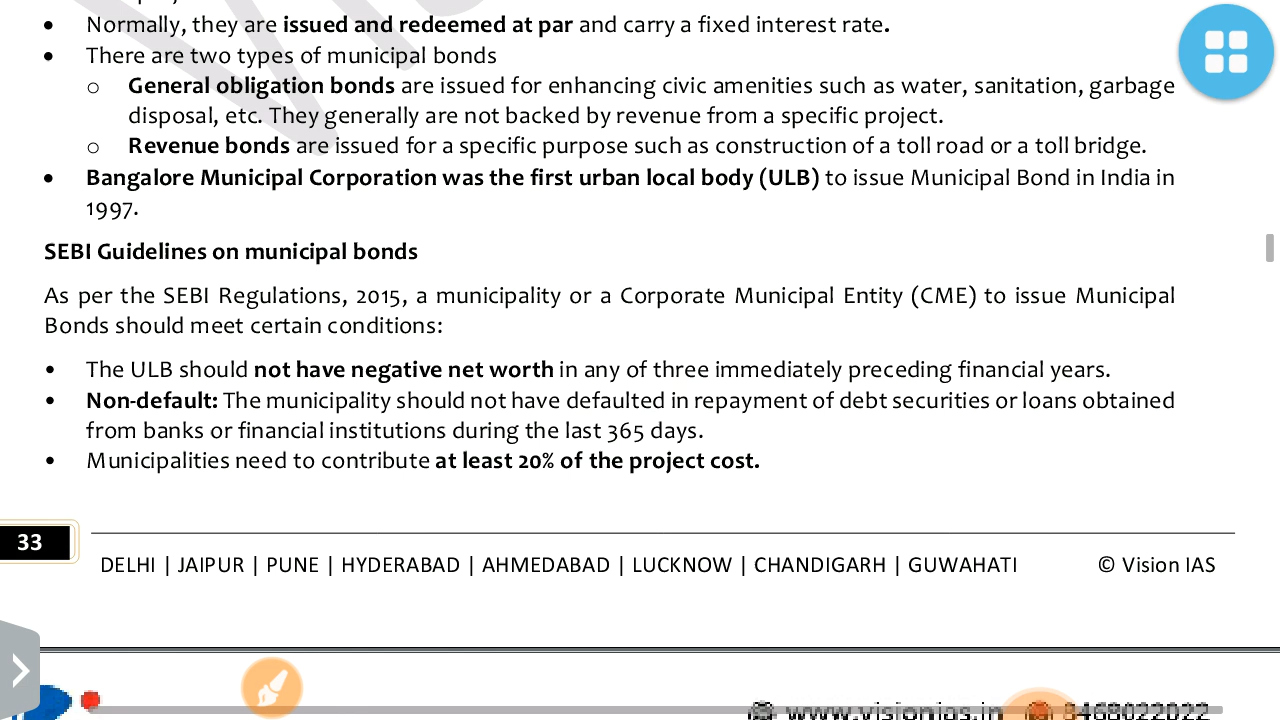 • Normally, they are issued and redeemed at par and carry a fixed interest rate.
• There are two types of municipal bonds
o General obligation bonds are issued for enhancing civic amenities such as water, sanitation, garbage
disposal, etc. They generally are not backed by revenue from a specific project.
o Revenue bonds are issued for a specific purpose such as construction of a toll road or a toll bridge.
• Bangalore Municipal Corporation was the first urban local body (ULB) to issue Municipal Bond in India in
1997.
SEBI Guidelines on municipal bonds
As per the SEBI Regulations, 2015, a municipality or a Corporate Municipal Entity (CME) to issue Municipal
Bonds should meet certain conditions:
• The ULB should not have negative net worth in any of three immediately preceding financial years.
• Non-default: The municipality should not have defaulted in repayment of debt securities or loans obtained
from banks or financial institutions during the last 365 days.
• Municipalities need to contribute at least 20% of the project cost.
33
DELHI | JAIPUR | PUNE | HYDERABAD | AHMEDABAD | LUCKNOW | CHANDIGARH | GUWAHATI © Vision IAS
www.visionias.in 8468022022